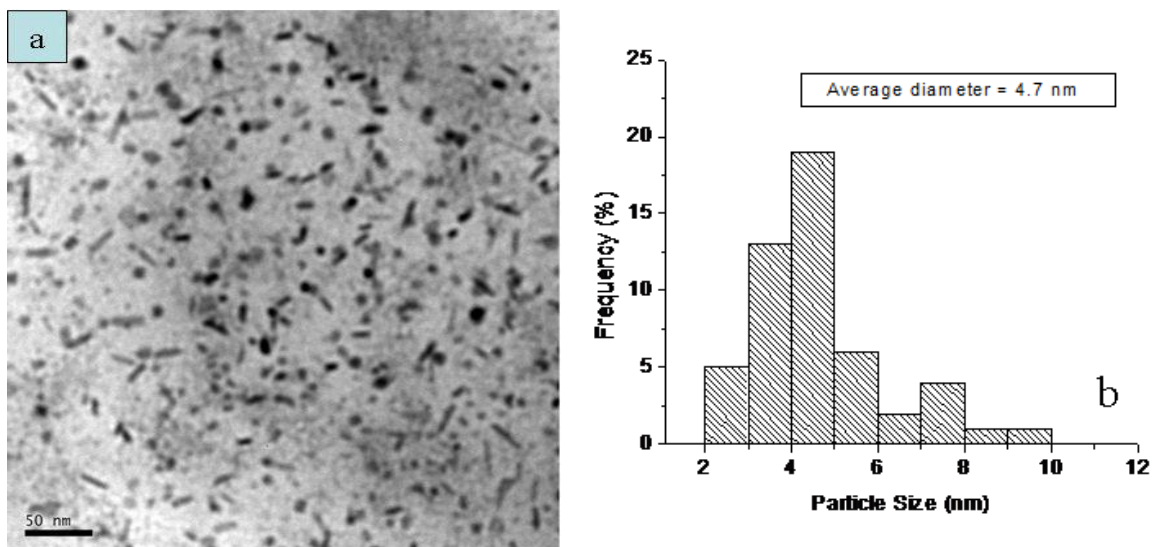 a
50 nm
25
20
15
10
5
0
Frequency (%)
Average diameter = 4.7 nm
b
2 4 6 8 10 12
Particle Size (nm)